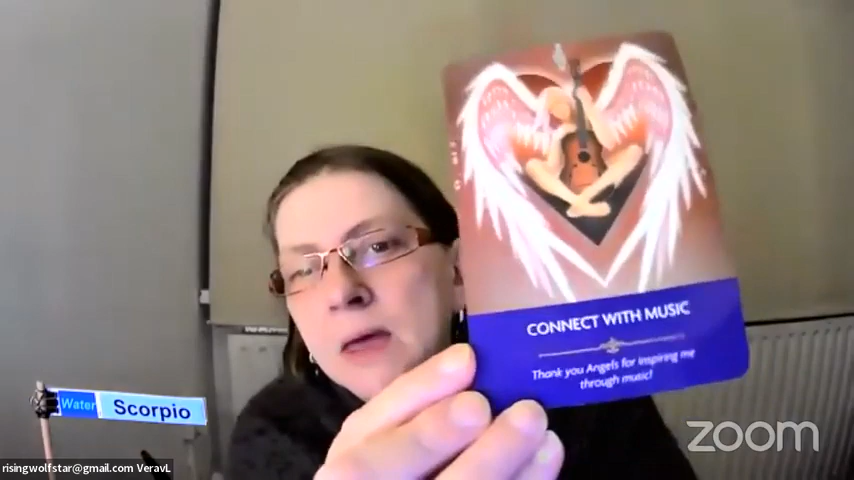 CONNECT WITH MUSIC
Thank you Angels for inspiring me
through music!
Water Scorpio
zoom
risingwolfstar@gmail.com VeravL